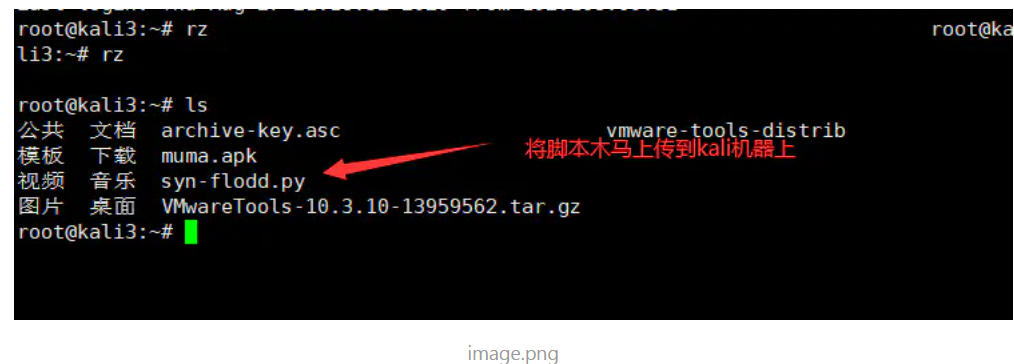 root@kali3:~# rz root@ka
li3:~# rz
root@kali3:~# ls
公共 文档 archive-key.asc vmware-tools-distrib
模板 下载 muma.apk
将脚本木马上传到kali机器上
视频 音乐 syn-flodd.py
图片 桌面 VMwareTools-10.3.10-13959562.tar.gz
root@kali3:~#
image.png